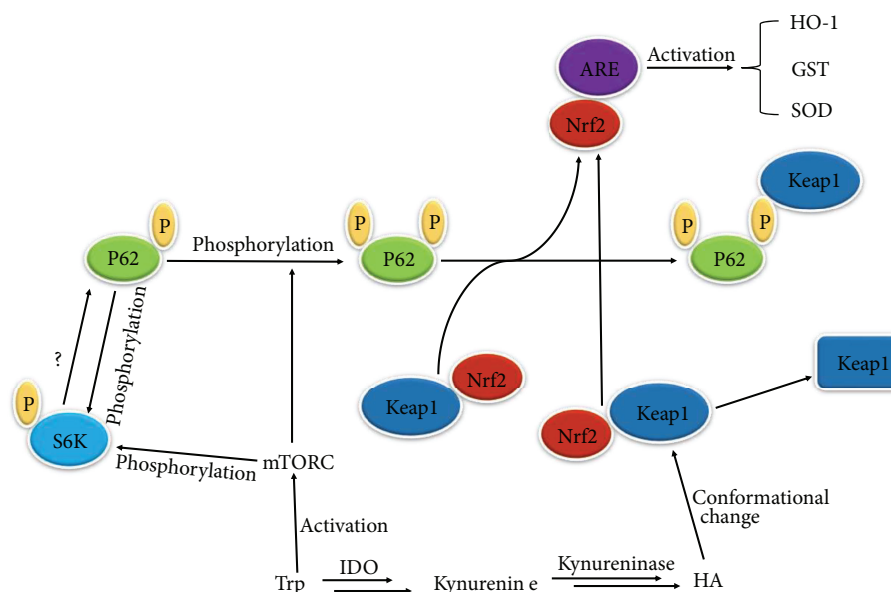 HO-1
ARE
Activation
GST
Nrf2
SOD
Keap1
P
P
P
P
P
P62
Phosphorylation
P62
P62
?
Phosphorylation
Nrf2
Keap1
Keap1
P
Keap1
Nrf2
S6K
Phosphorylation
mTORC
Conformational
change
Activation
Trp
IDO
Kynurenin e
Kynureninase
HA